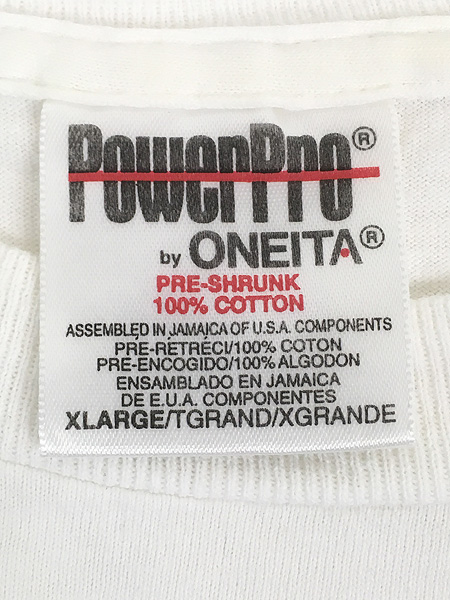 PowerPro®
by ONEITA®
PRE-SHRUNK
100% COTTON
ASSEMBLED IN JAMAICA OF U.S.A. COMPONENTS
PRE-RÉTRÉCI/100% COTON
PRE-ENCOGIDO/100% ALGODON
ENSAMBLADO EN JAMAICA
DE E.U.A. COMPONENTES
XLARGE/TGRAND/XGRANDE